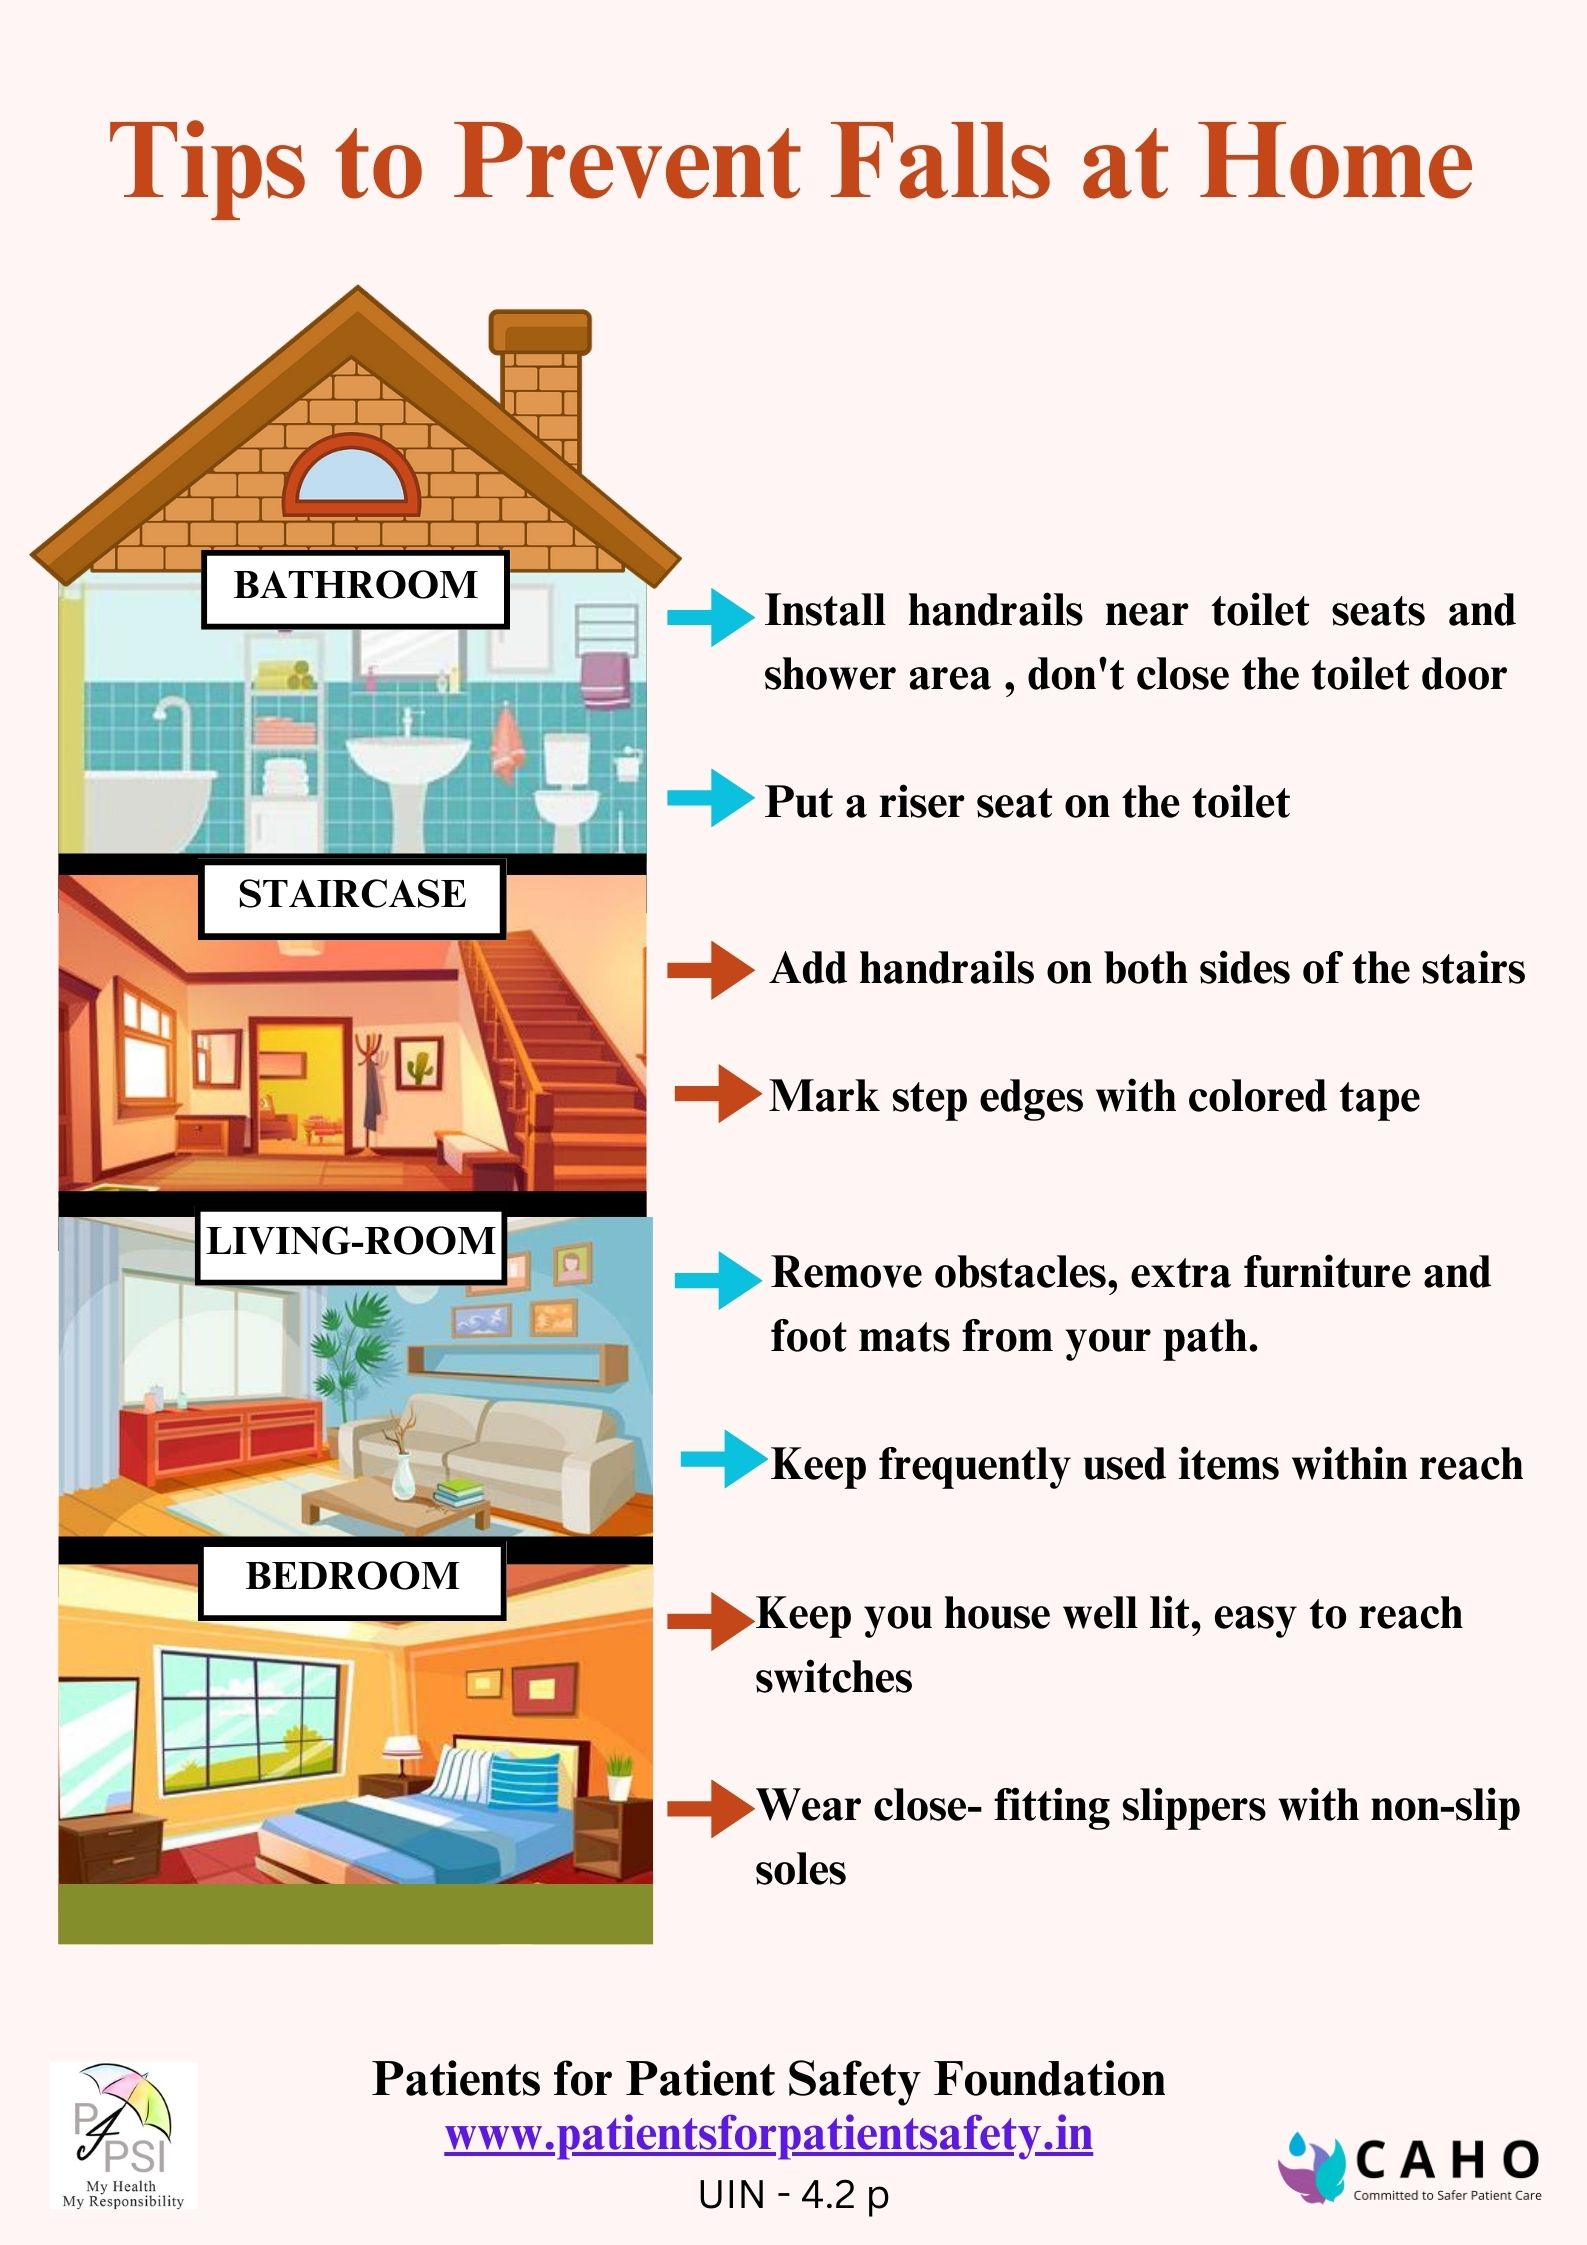 Tips to Prevent Falls at Home
BATHROOM
Install handrails near toilet seats and
shower area , don't close the toilet door
Put a riser seat on the toilet
STAIRCASE
Add handrails on both sides of the stairs
Mark step edges with colored tape
LIVING-ROOM
Remove obstacles, extra furniture and
foot mats from your path.
Keep frequently used items within reach
BEDROOM
Keep you house well lit, easy to reach
switches
Wear close- fitting slippers with non-slip
soles
Patients for Patient Safety Foundation
www.patientsforpatientsafety.in
UIN - 4.2 p
P4PSI
My Health
My Responsibility
CAHO
Committed to Safer Patient Care